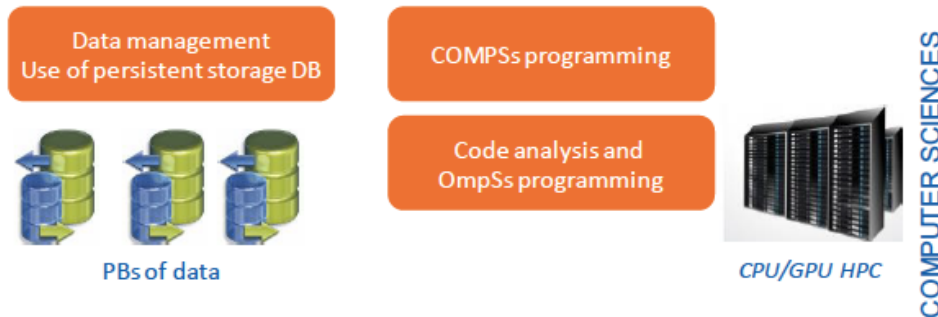 Data management
Use of persistent storage DB
COMPSs programming
Code analysis and
OmpSs programming
PBs of data
CPU/GPU HPC
COMPUTER SCIENCES